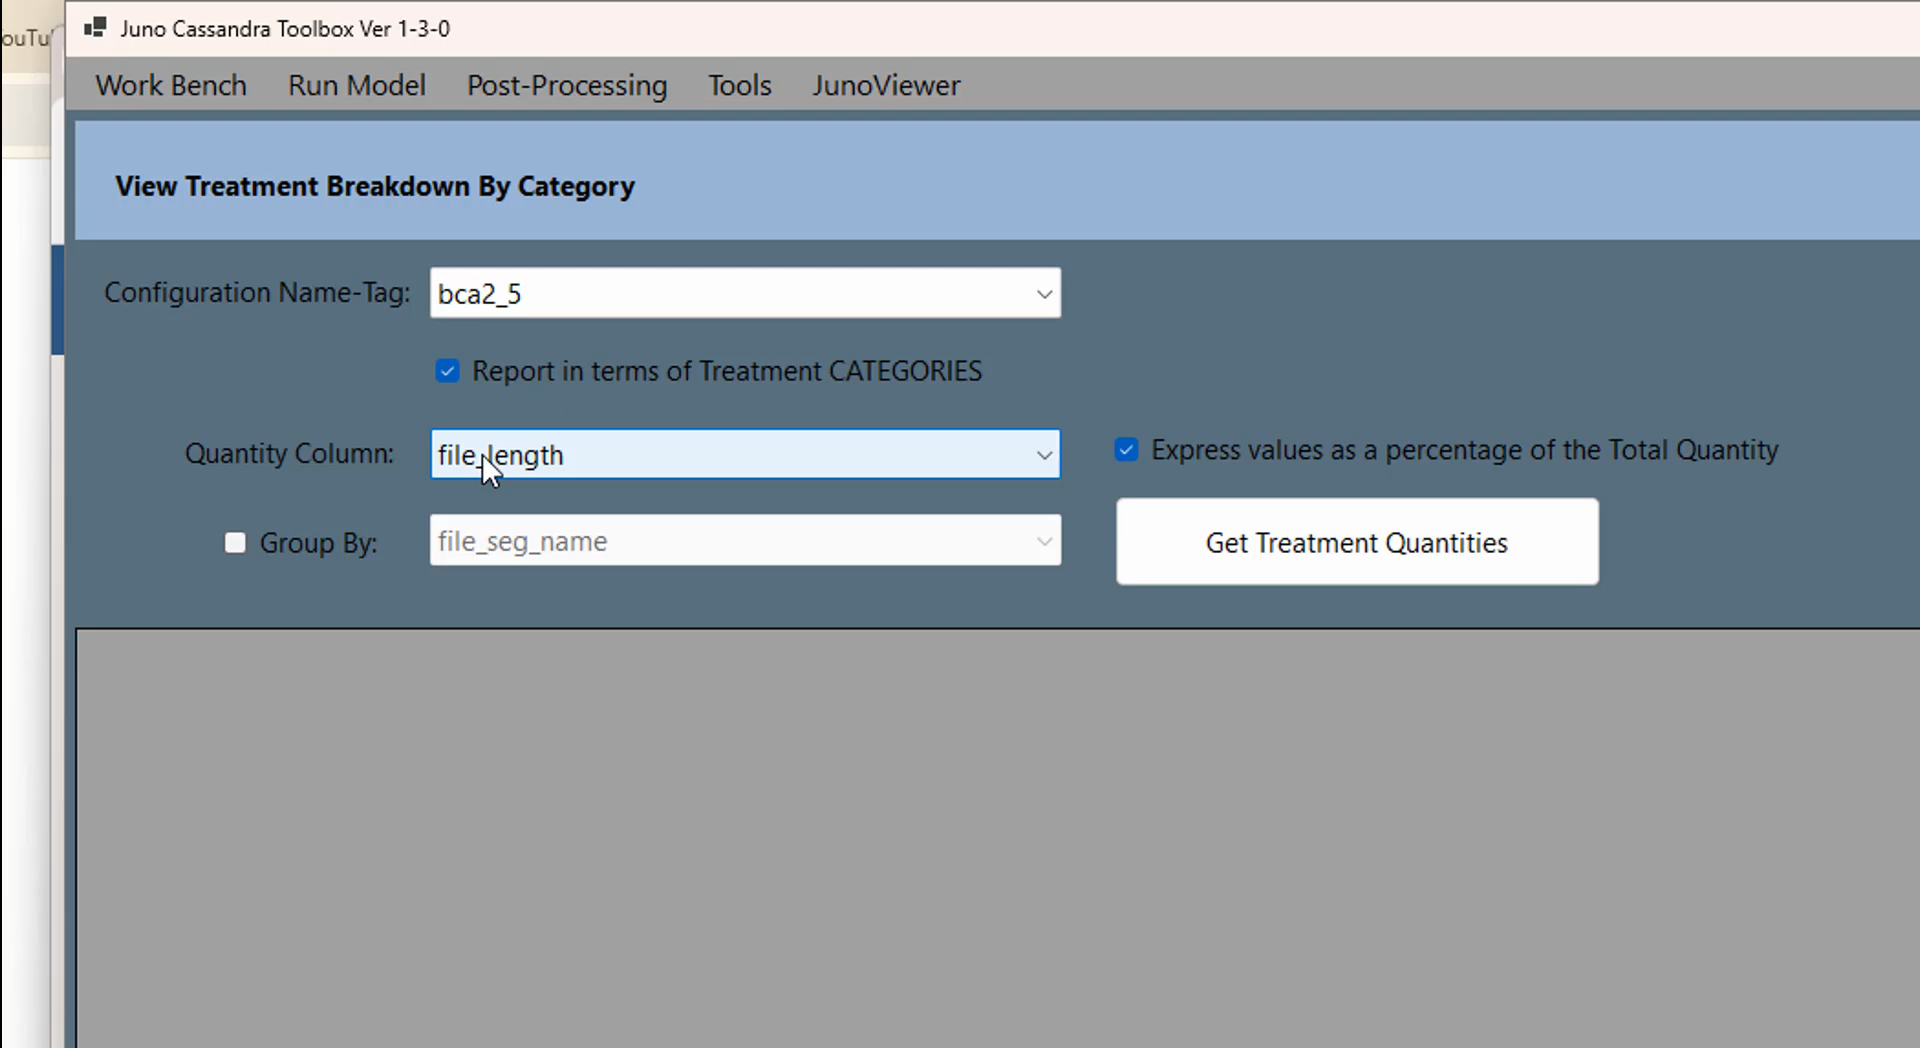 Juno Cassandra Toolbox Ver 1-3-0
ouTu
Work Bench Run Model Post-Processing Tools JunoViewer
View Treatment Breakdown By Category
Configuration Name-Tag: bca2_5
Report in terms of Treatment CATEGORIES
Quantity Column: file_length Express values as a percentage of the Total Quantity
Group By: file_seg_name Get Treatment Quantities